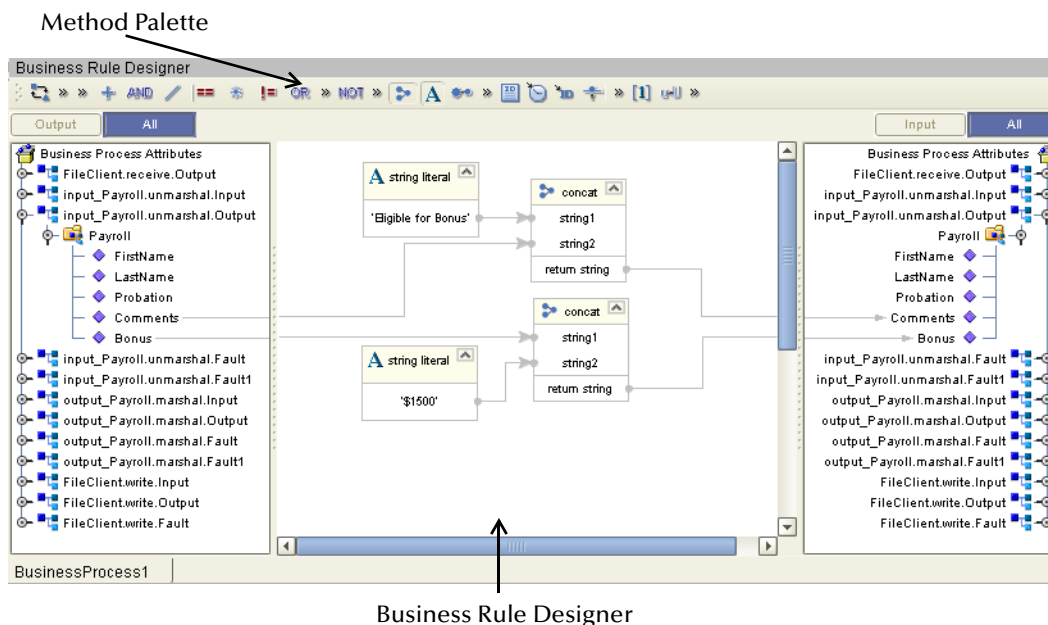 Method Palette
Business Rule Designer
» » AND == != OR » NOT » A » ID ID » [1] »
Output All
Input All
Business Process Attributes
FileClient.receive.Output
input_Payroll.unmarshal.Input
input_Payroll.unmarshal.Output
Payroll
FirstName
LastName
Probation
Comments
Bonus
input_Payroll.unmarshal.Fault
input_Payroll.unmarshal.Fault1
output_Payroll.marshal.Input
output_Payroll.marshal.Output
output_Payroll.marshal.Fault
output_Payroll.marshal.Fault1
FileClient.write.Input
FileClient.write.Output
FileClient.write.Fault
A string literal
'Eligible for Bonus'
concat
string1
string2
return string
concat
string1
string2
return string
A string literal
'$1500'
Business Process Attributes
FileClient.receive.Output
input_Payroll.unmarshal.Input
input_Payroll.unmarshal.Output
Payroll
FirstName
LastName
Probation
Comments
Bonus
input_Payroll.unmarshal.Fault
input_Payroll.unmarshal.Fault1
output_Payroll.marshal.Input
output_Payroll.marshal.Output
output_Payroll.marshal.Fault
output_Payroll.marshal.Fault1
FileClient.write.Input
FileClient.write.Output
FileClient.write.Fault
BusinessProcess1
Business Rule Designer